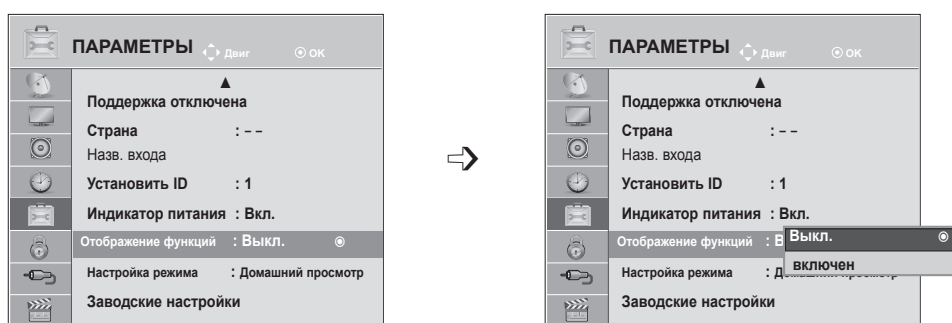 ПАРАМЕТРЫ Двиг OK
Поддержка отключена
Страна : – –
Назв. входа
Установить ID : 1
Индикатор питания : Вкл.
Отображение функций : Выкл.
Настройка режима : Домашний просмотр
Заводские настройки
ПАРАМЕТРЫ Двиг OK
Поддержка отключена
Страна : – –
Назв. входа
Установить ID : 1
Индикатор питания : Вкл.
Отображение функций : В
Выкл.
включен
Настройка режима : Д
Заводские настройки